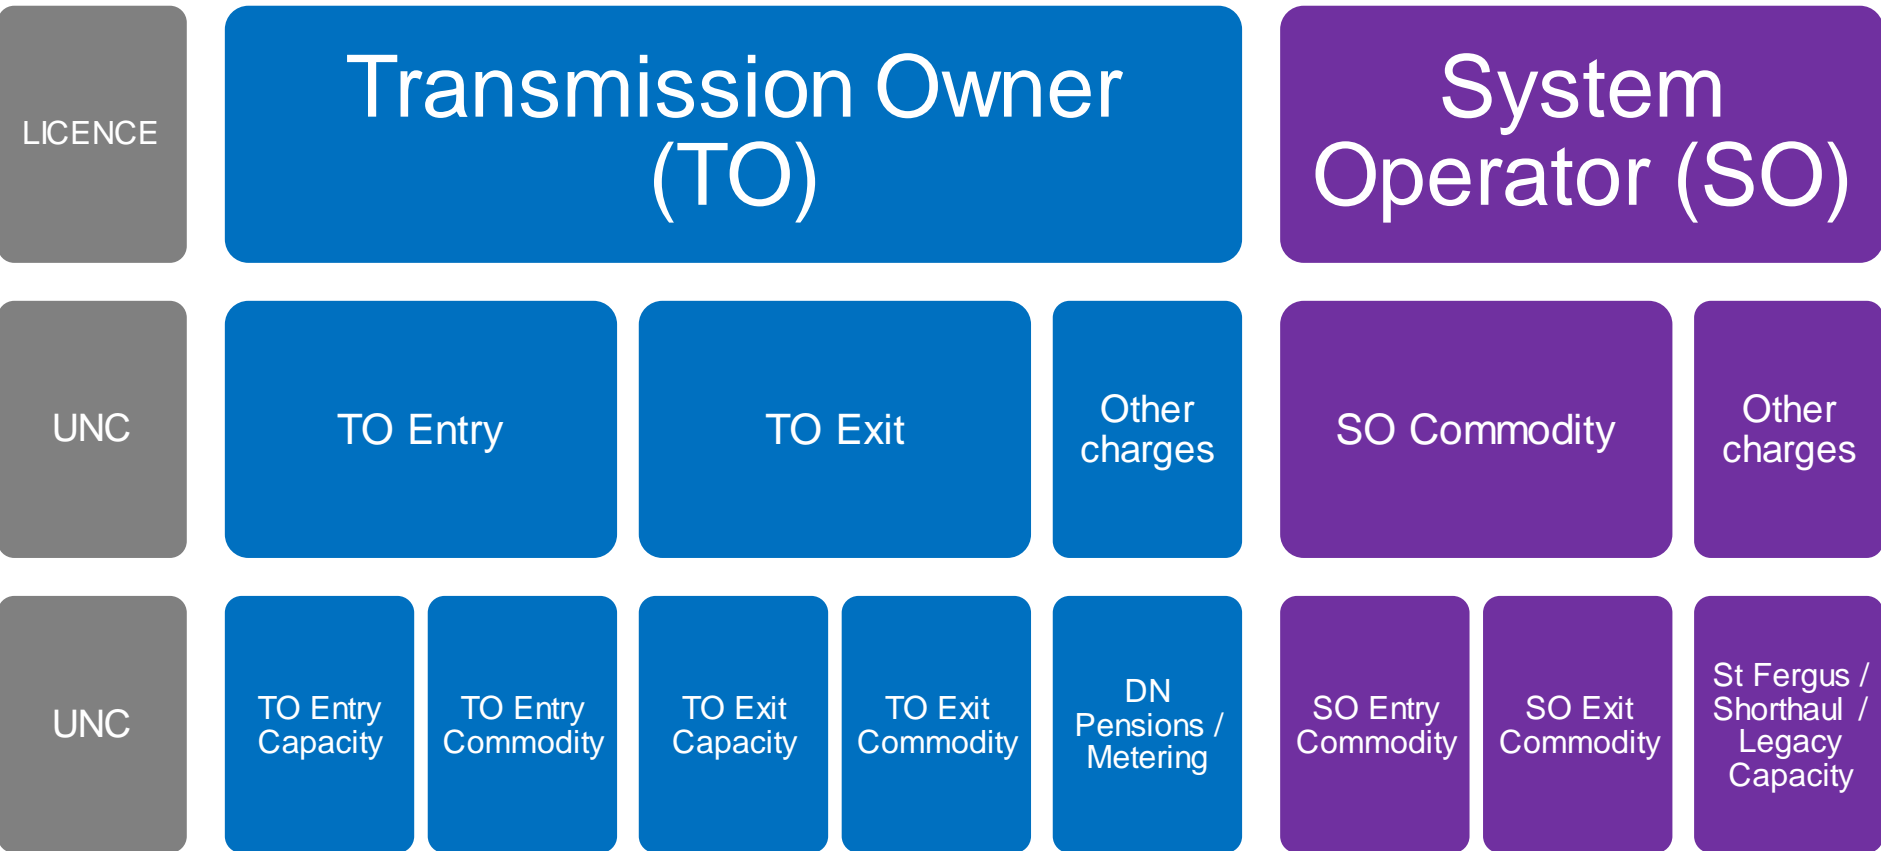 LICENCE
Transmission Owner
(TO)
System
Operator (SO)
UNC
TO Entry
TO Exit
Other
charges
SO Commodity
Other
charges
UNC
TO Entry
Capacity
TO Entry
Commodity
TO Exit
Capacity
TO Exit
Commodity
DN
Pensions /
Metering
SO Entry
Commodity
SO Exit
Commodity
St Fergus /
Shorthaul /
Legacy
Capacity